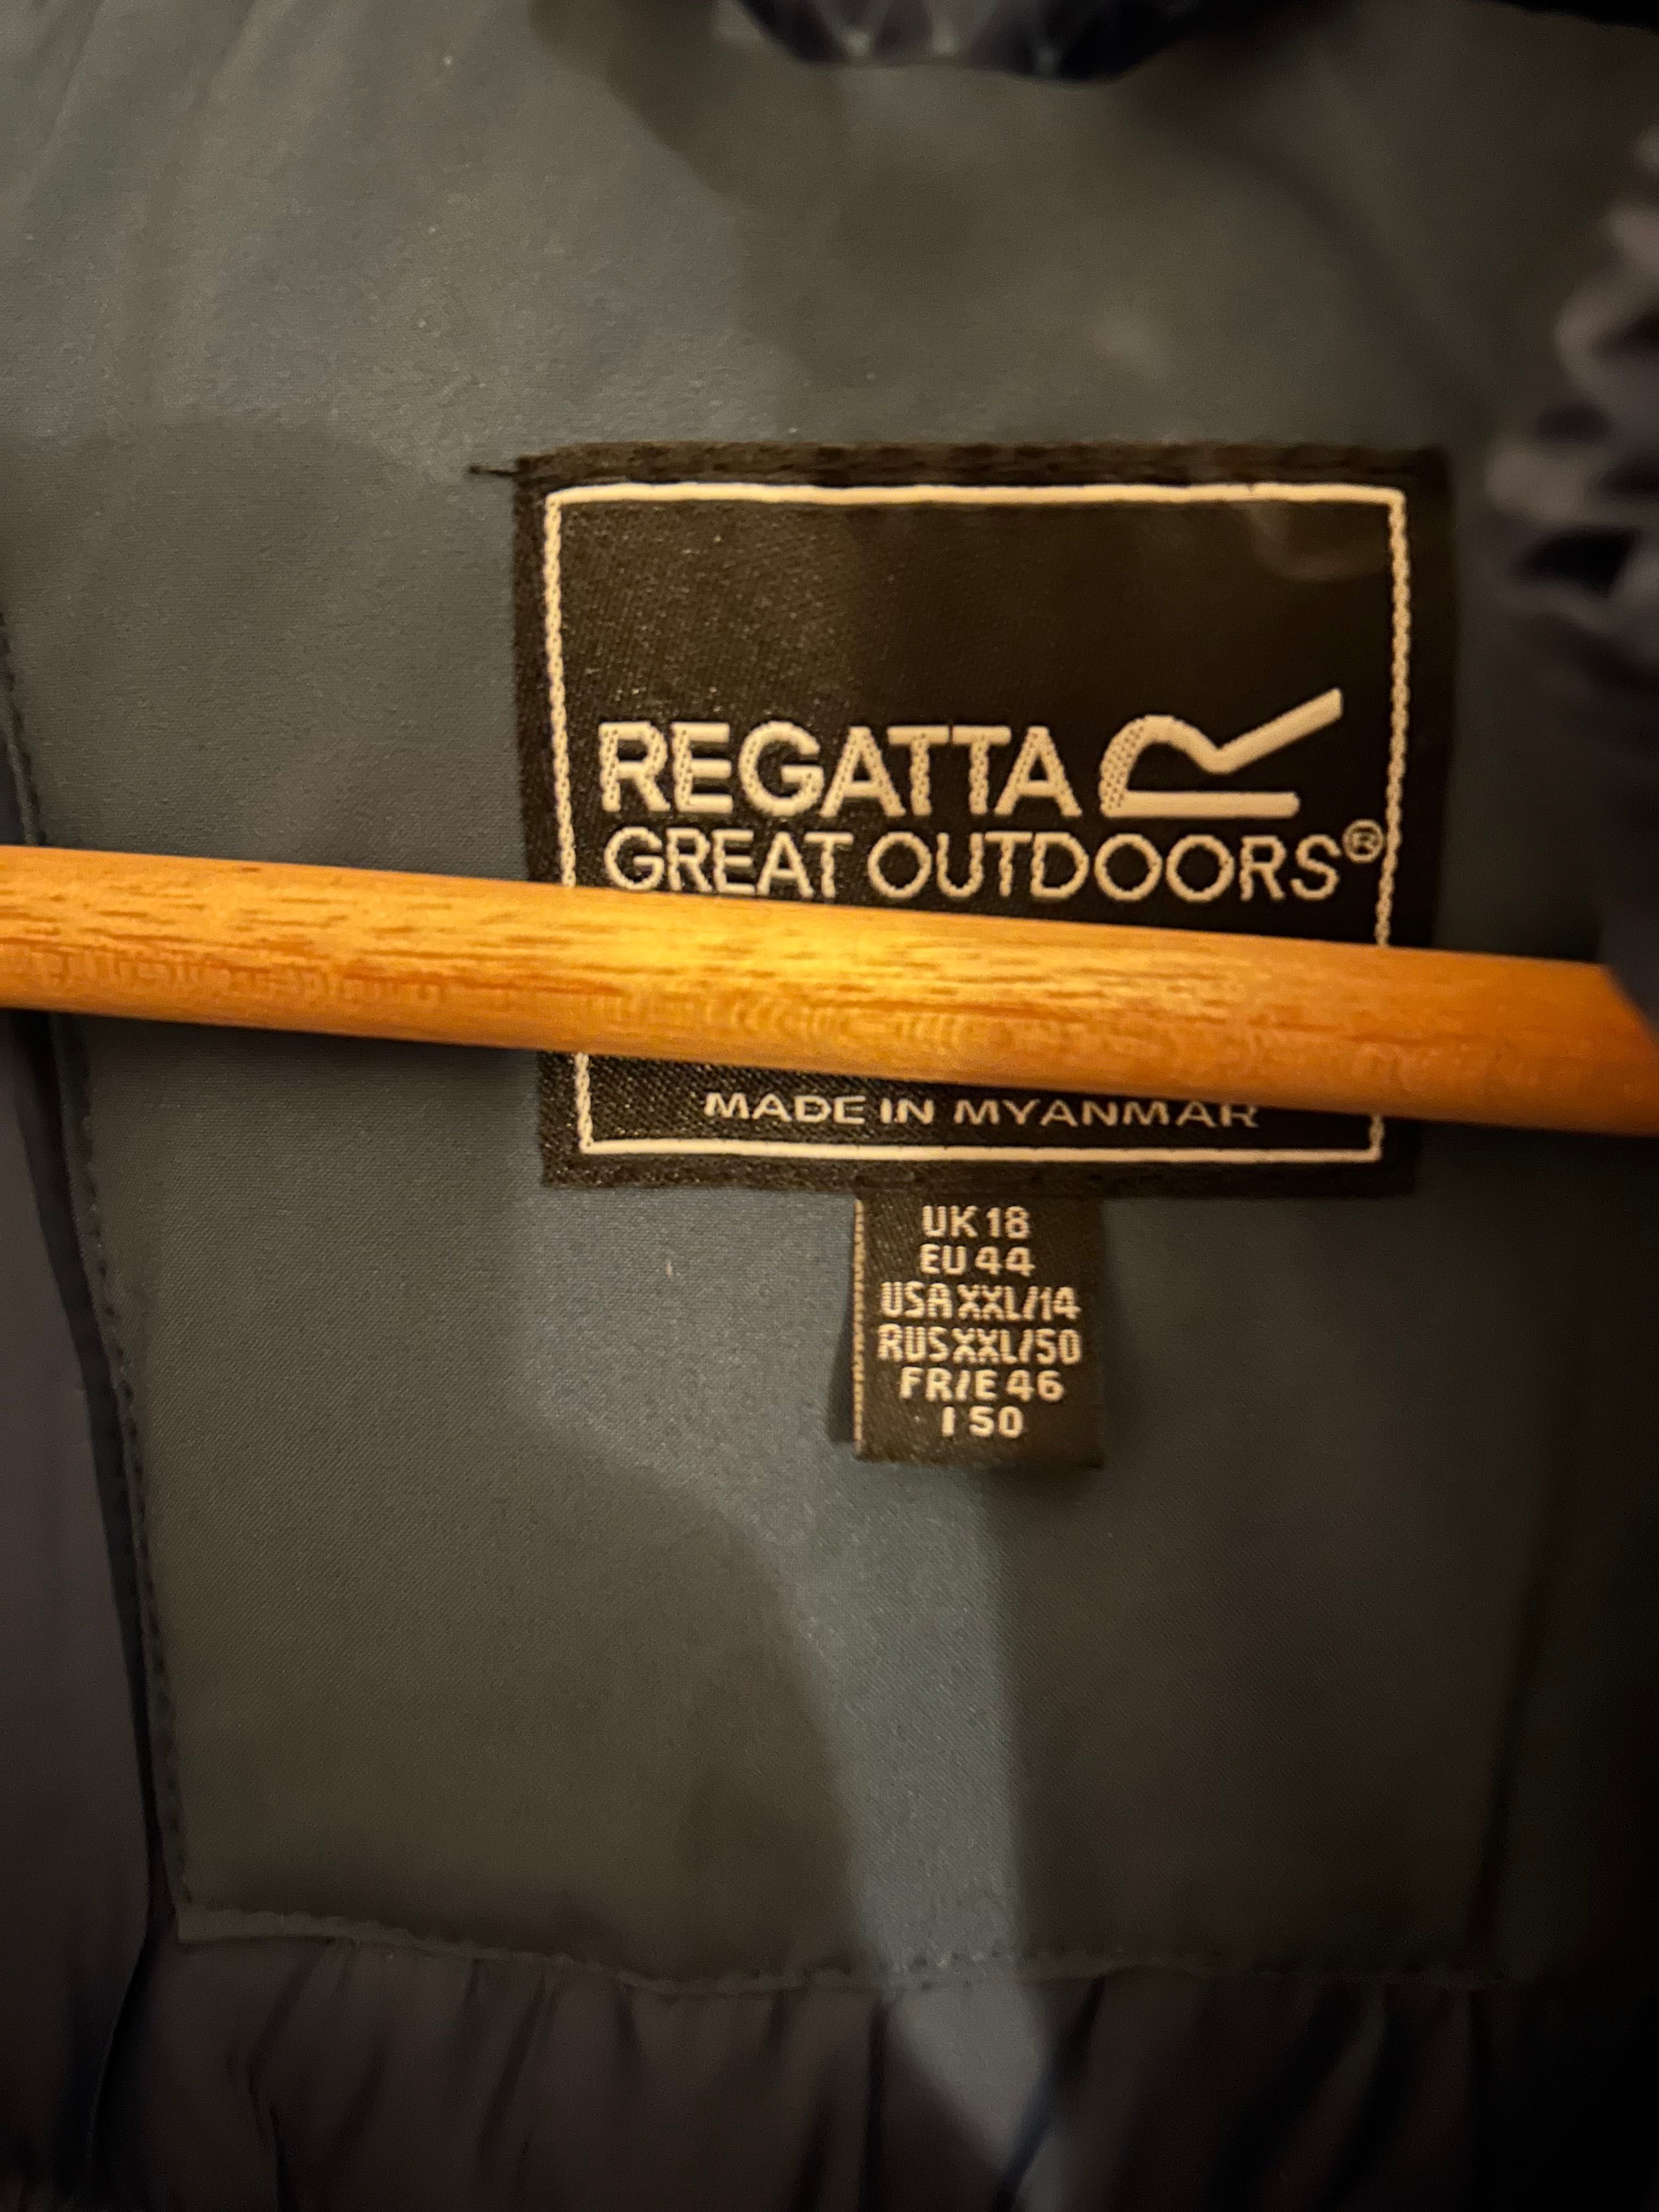 REGATTA
GREAT OUTDOORS®
MADE IN MYANMAR
UK 18
EU 44
USA XXL/14
RUS XXL/50
FR/E 46
I 50